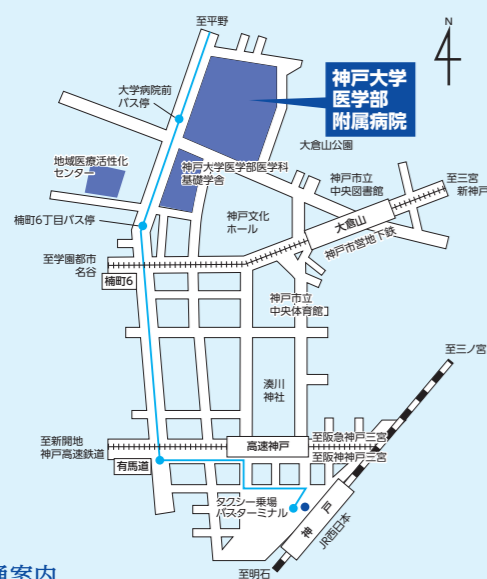 至平野
N
大学病院前
バス停
神戸大学
医学部
附属病院
大倉山公園
地域医療活性化
センター
神戸大学医学部医学科
基礎学舎
神戸市立
中央図書館
至三宮
新神戸
楠町6丁目バス停
神戸文化
ホール
大倉山
神戸市営地下鉄
至学園都市
名谷
楠町6
神戸市立
中央体育館
至三ノ宮
湊川
神社
至新開地
神戸高速鉄道
高速神戸
至阪急神戸三宮
至阪神神戸三宮
有馬道
タクシー乗場
バスターミナル
神戸
JR西日本
至明石
通案内